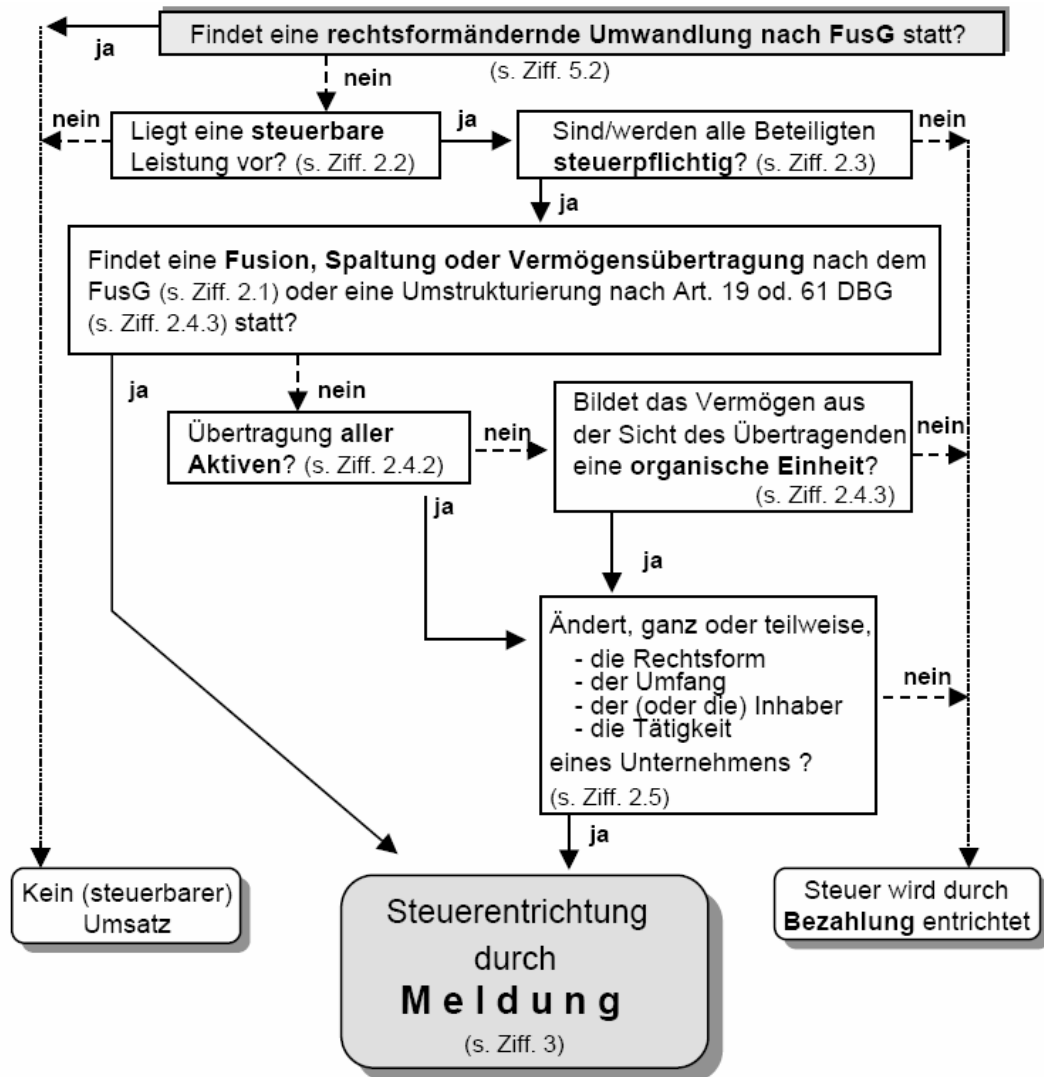 Findet eine rechtsformändernde Umwandlung nach FusG statt?
(s. Ziff. 5.2)
ja
nein
nein
Liegt eine steuerbare
Leistung vor? (s. Ziff. 2.2)
ja
Sind/werden alle Beteiligten
steuerpflichtig? (s. Ziff. 2.3)
nein
ja
Findet eine Fusion, Spaltung oder Vermögensübertragung nach dem
FusG (s. Ziff. 2.1) oder eine Umstrukturierung nach Art. 19 od. 61 DBG
(s. Ziff. 2.4.3) statt?
ja
nein
Übertragung aller
Aktiven? (s. Ziff. 2.4.2)
nein
Bildet das Vermögen aus
der Sicht des Übertragenden
eine organische Einheit?
(s. Ziff. 2.4.3)
nein
ja
ja
Ändert, ganz oder teilweise,
- die Rechtsform
- der Umfang
- der (oder die) Inhaber
- die Tätigkeit
eines Unternehmens ?
(s. Ziff. 2.5)
nein
ja
Kein (steuerbarer)
Umsatz
Steuerentrichtung
durch
M e l d u n g
(s. Ziff. 3)
Steuer wird durch
Bezahlung entrichtet